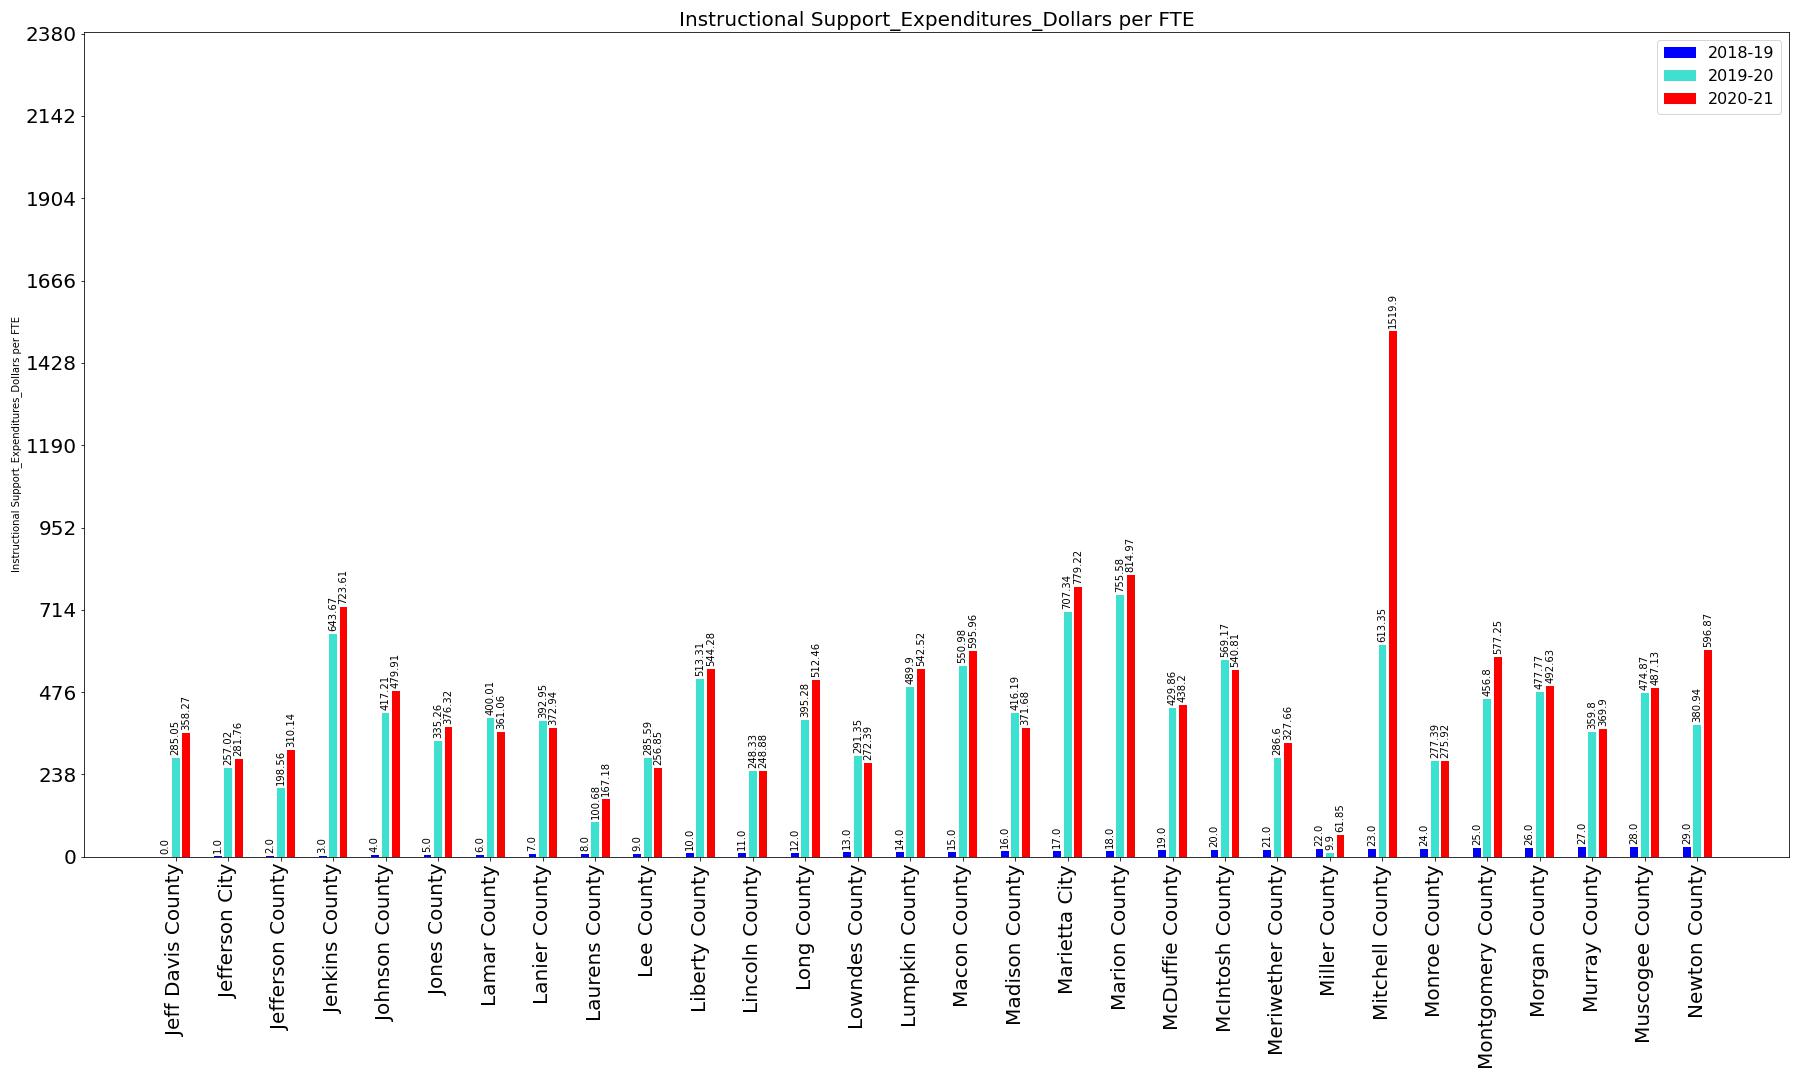 Instructional Support_Expenditures_Dollars per FTE
2018-19
2019-20
2020-21
Instructional Support_Expenditures_Dollars per FTE
2380
2142
1904
1666
1428
1190
952
714
476
238
0
0.0 285.05 358.27
1.0 257.02 281.76
2.0 198.56 310.14
3.0 643.67 723.61
4.0 417.21 479.91
5.0 335.26 376.32
6.0 400.01 361.06
7.0 392.95 372.94
8.0 100.68 167.18
9.0 285.59 256.85
10.0 513.31 544.28
11.0 248.33 248.88
12.0 395.28 512.46
13.0 291.35 272.39
14.0 489.9 542.52
15.0 550.98 595.96
16.0 416.19 371.68
17.0 707.34 779.22
18.0 755.58 814.97
19.0 429.86 438.2
20.0 569.17 540.81
21.0 286.6 327.66
22.0 9.9 61.85
23.0 613.35 1519.9
24.0 277.39 275.92
25.0 456.8 577.25
26.0 477.77 492.63
27.0 359.8 369.9
28.0 474.87 487.13
29.0 380.94 596.87
Jeff Davis County
Jefferson City
Jefferson County
Jenkins County
Johnson County
Jones County
Lamar County
Lanier County
Laurens County
Lee County
Liberty County
Lincoln County
Long County
Lowndes County
Lumpkin County
Macon County
Madison County
Marietta City
Marion County
McDuffie County
McIntosh County
Meriwether County
Miller County
Mitchell County
Monroe County
Montgomery County
Morgan County
Murray County
Muscogee County
Newton County